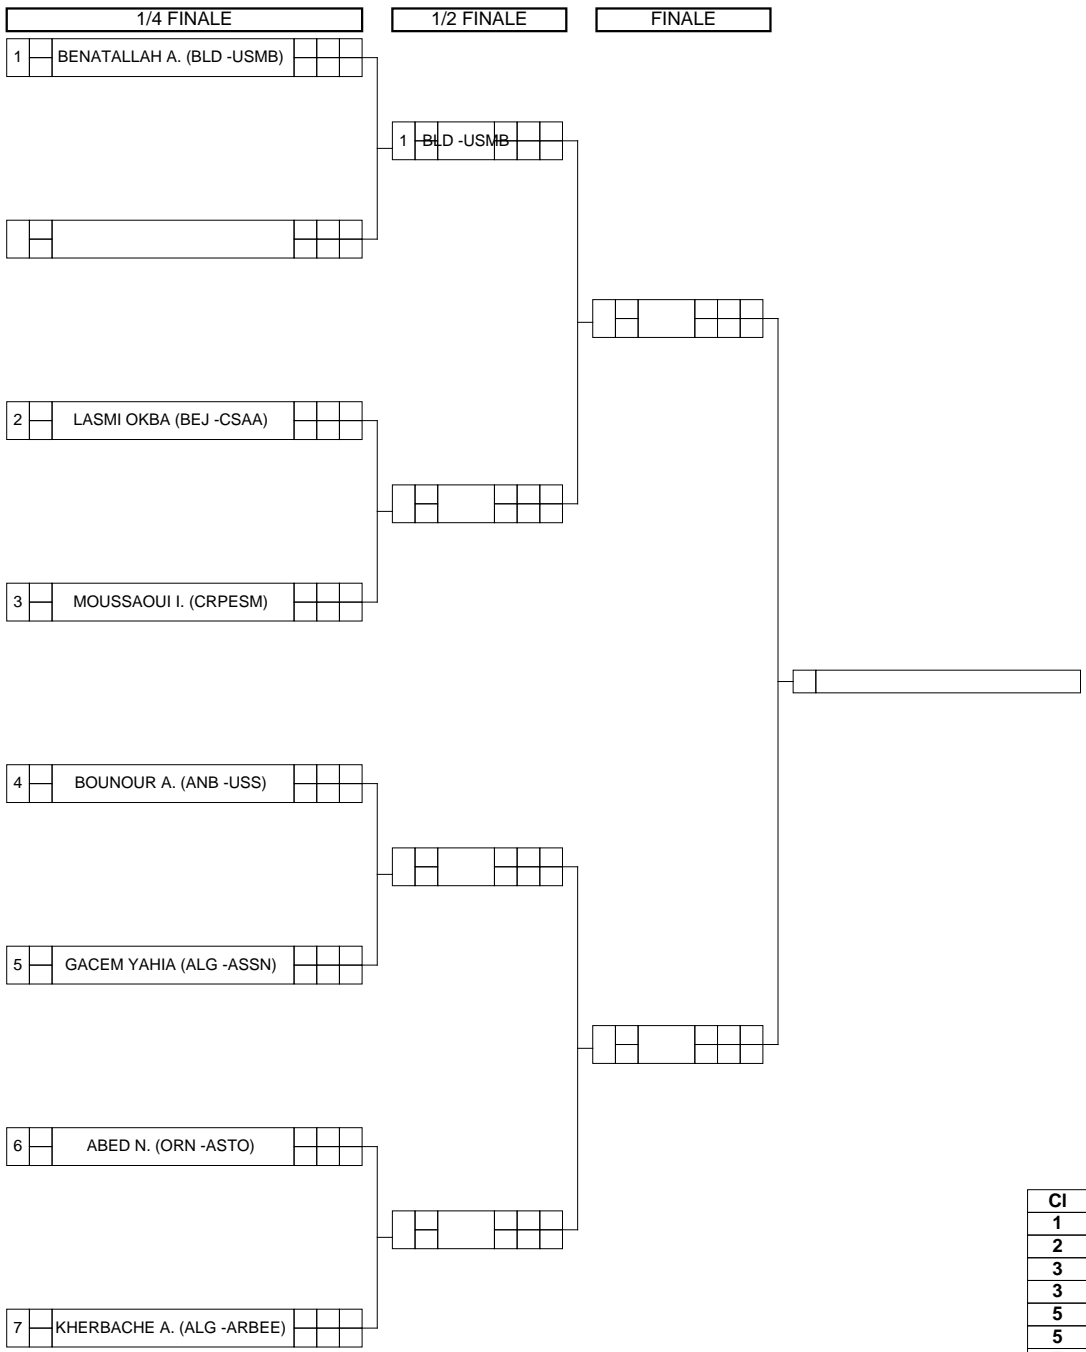 1/4 FINALE 1/2 FINALE FINALE
1 BENATALLAH A. (BLD -USMB)
1 BLD -USMB
2 LASMI OKBA (BEJ -CSAA)
3 MOUSSAOUI I. (CRPESM)
4 BOUNOUR A. (ANB -USS)
5 GACEM YAHIA (ALG -ASSN)
6 ABED N. (ORN -ASTO)
7 KHERBACHE A. (ALG -ARBEE)
Cl
1
2
3
3
5
5